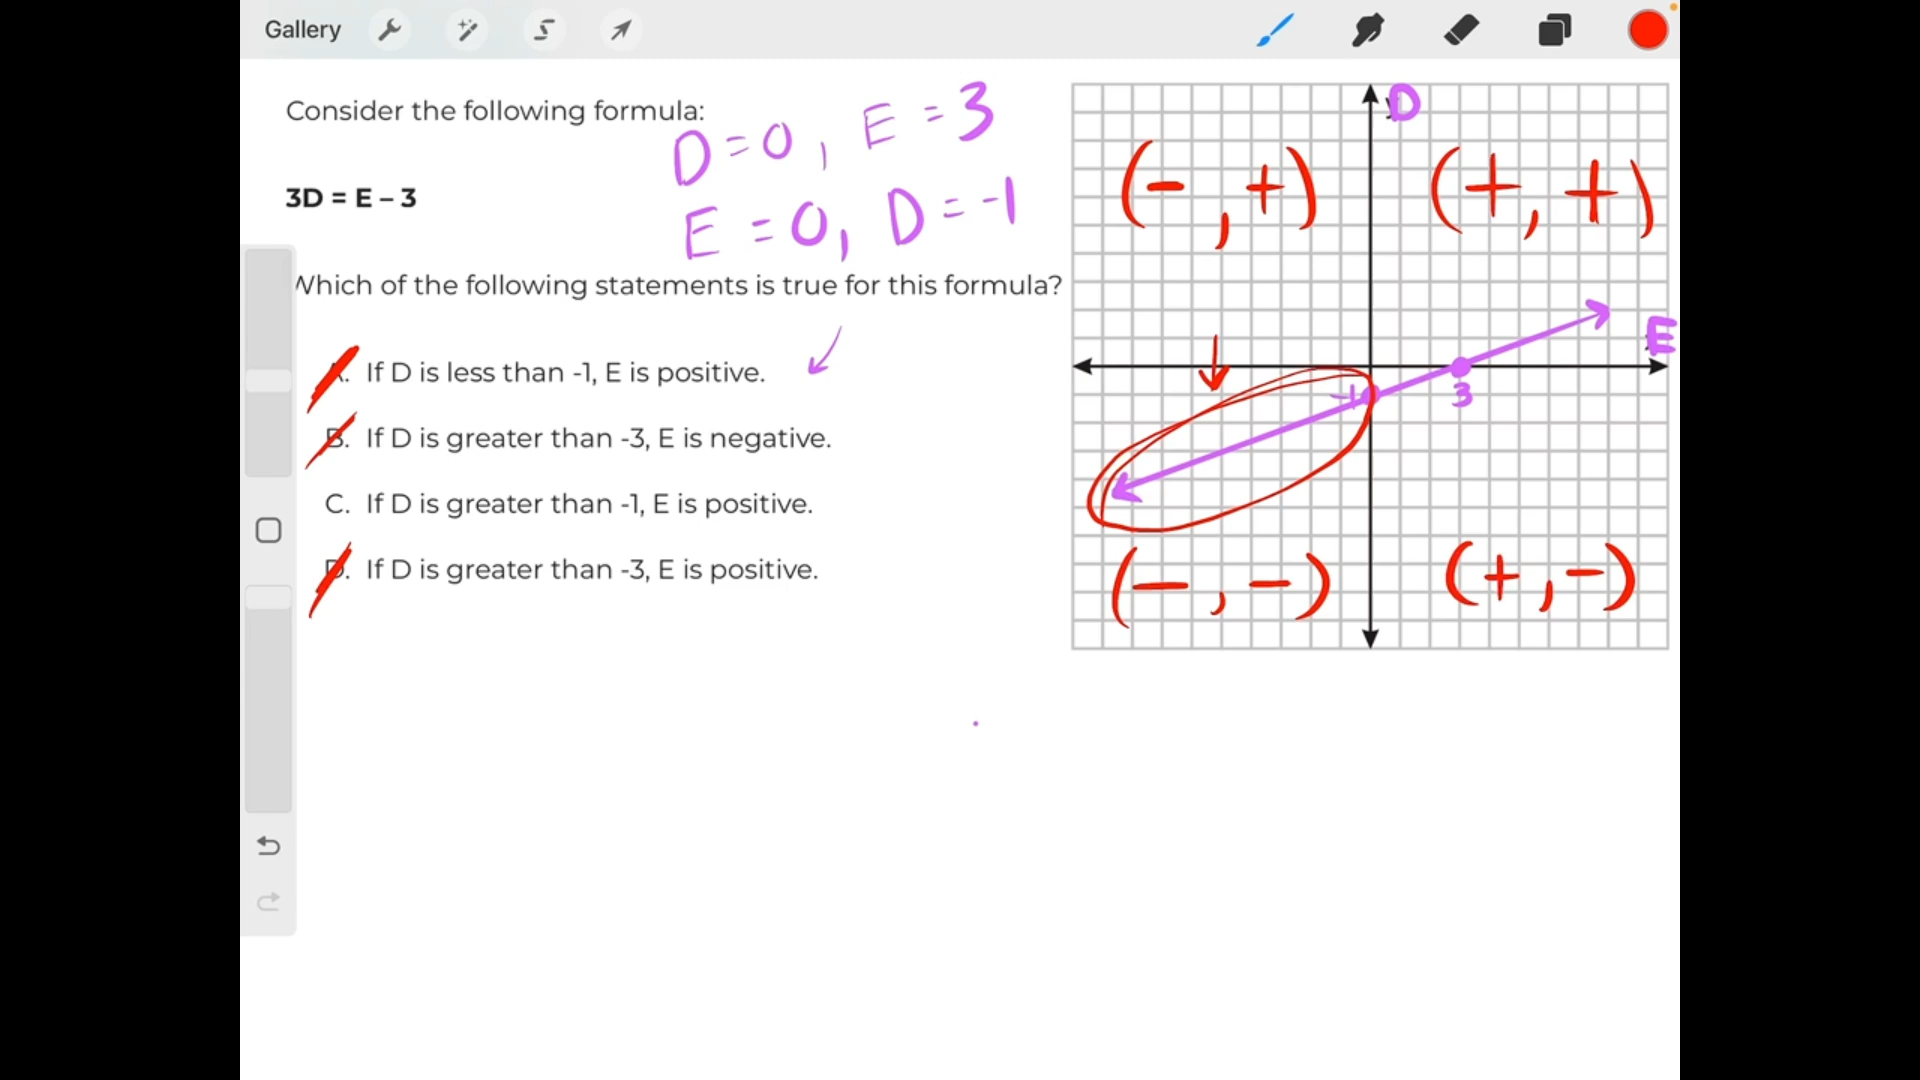 Gallery
Consider the following formula:
D = 0, E = 3
3D = E – 3
E = 0, D = -1
Which of the following statements is true for this formula?
A. If D is less than -1, E is positive.
B. If D is greater than -3, E is negative.
C. If D is greater than -1, E is positive.
D. If D is greater than -3, E is positive.
D
(-, +) (+, +)
E
-1 3
(-, -) (+, -)